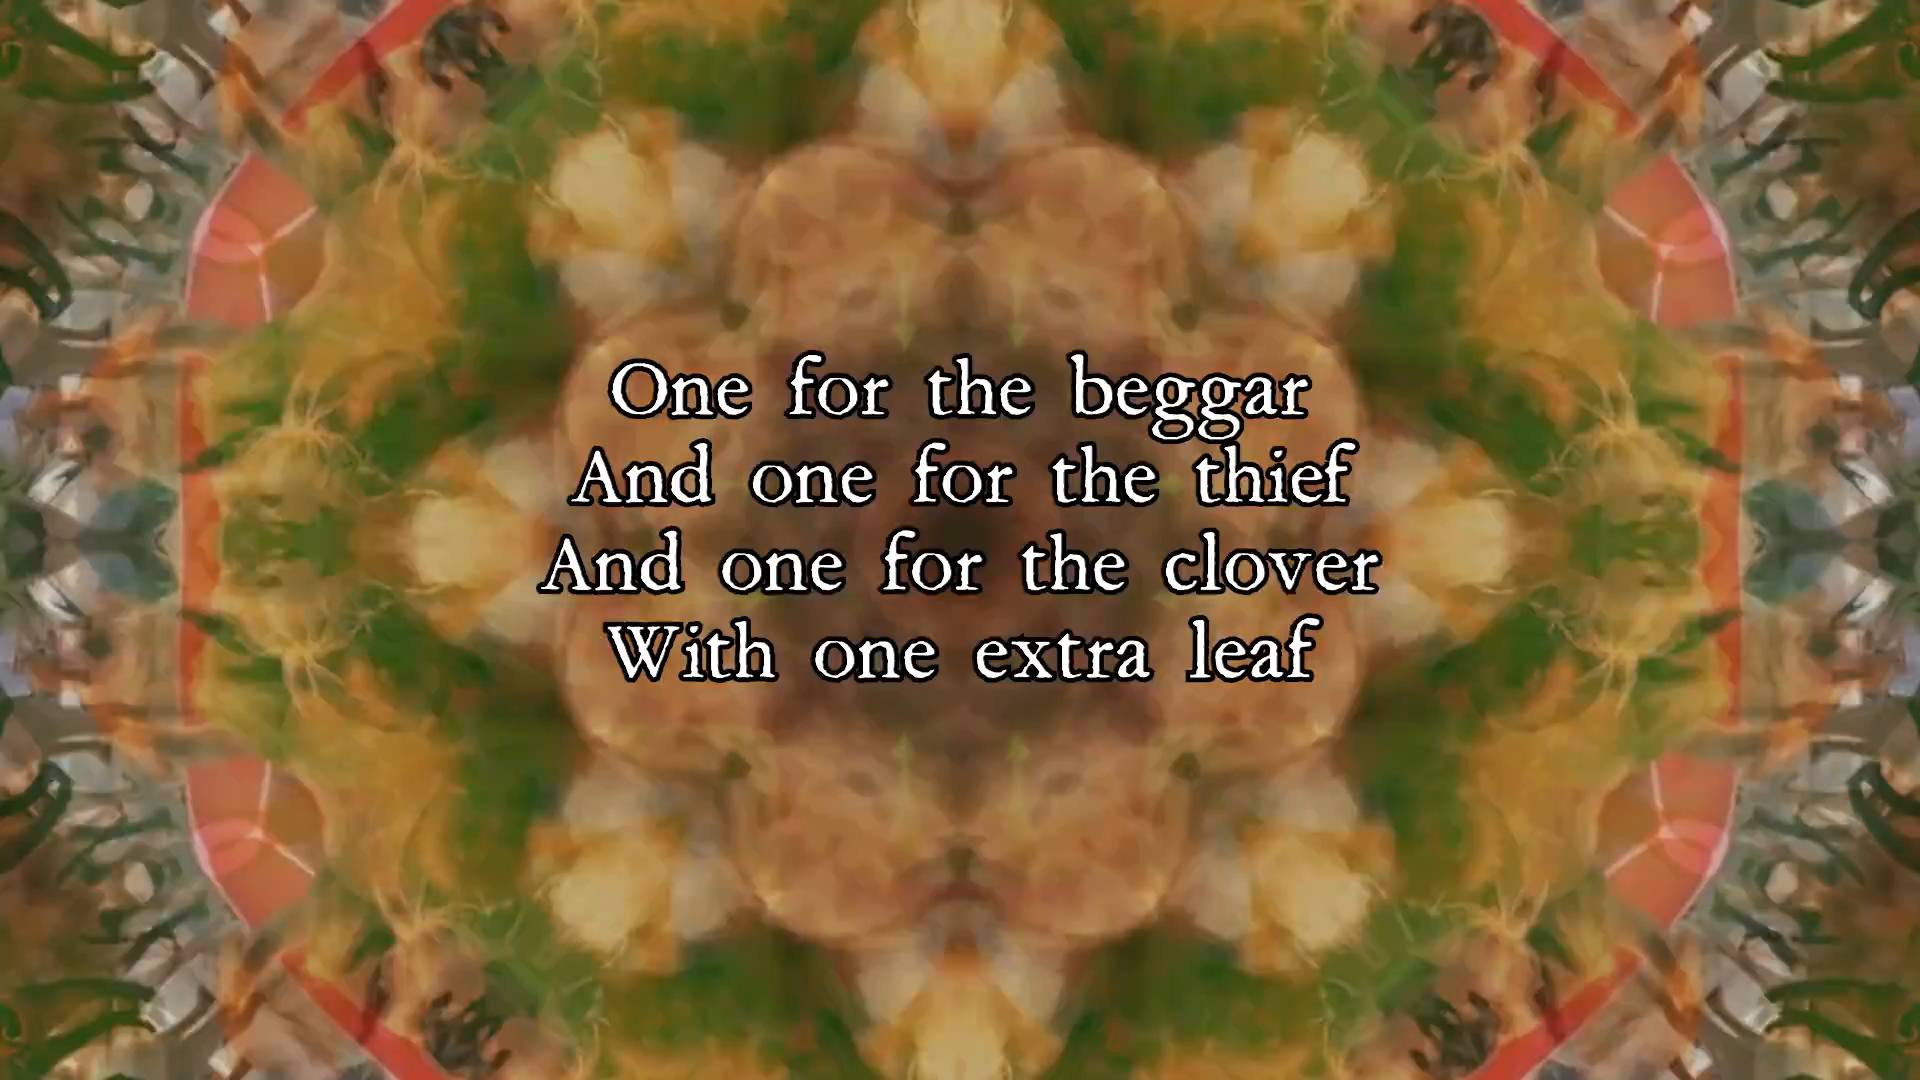 One for the beggar
And one for the thief
And one for the clover
With one extra leaf